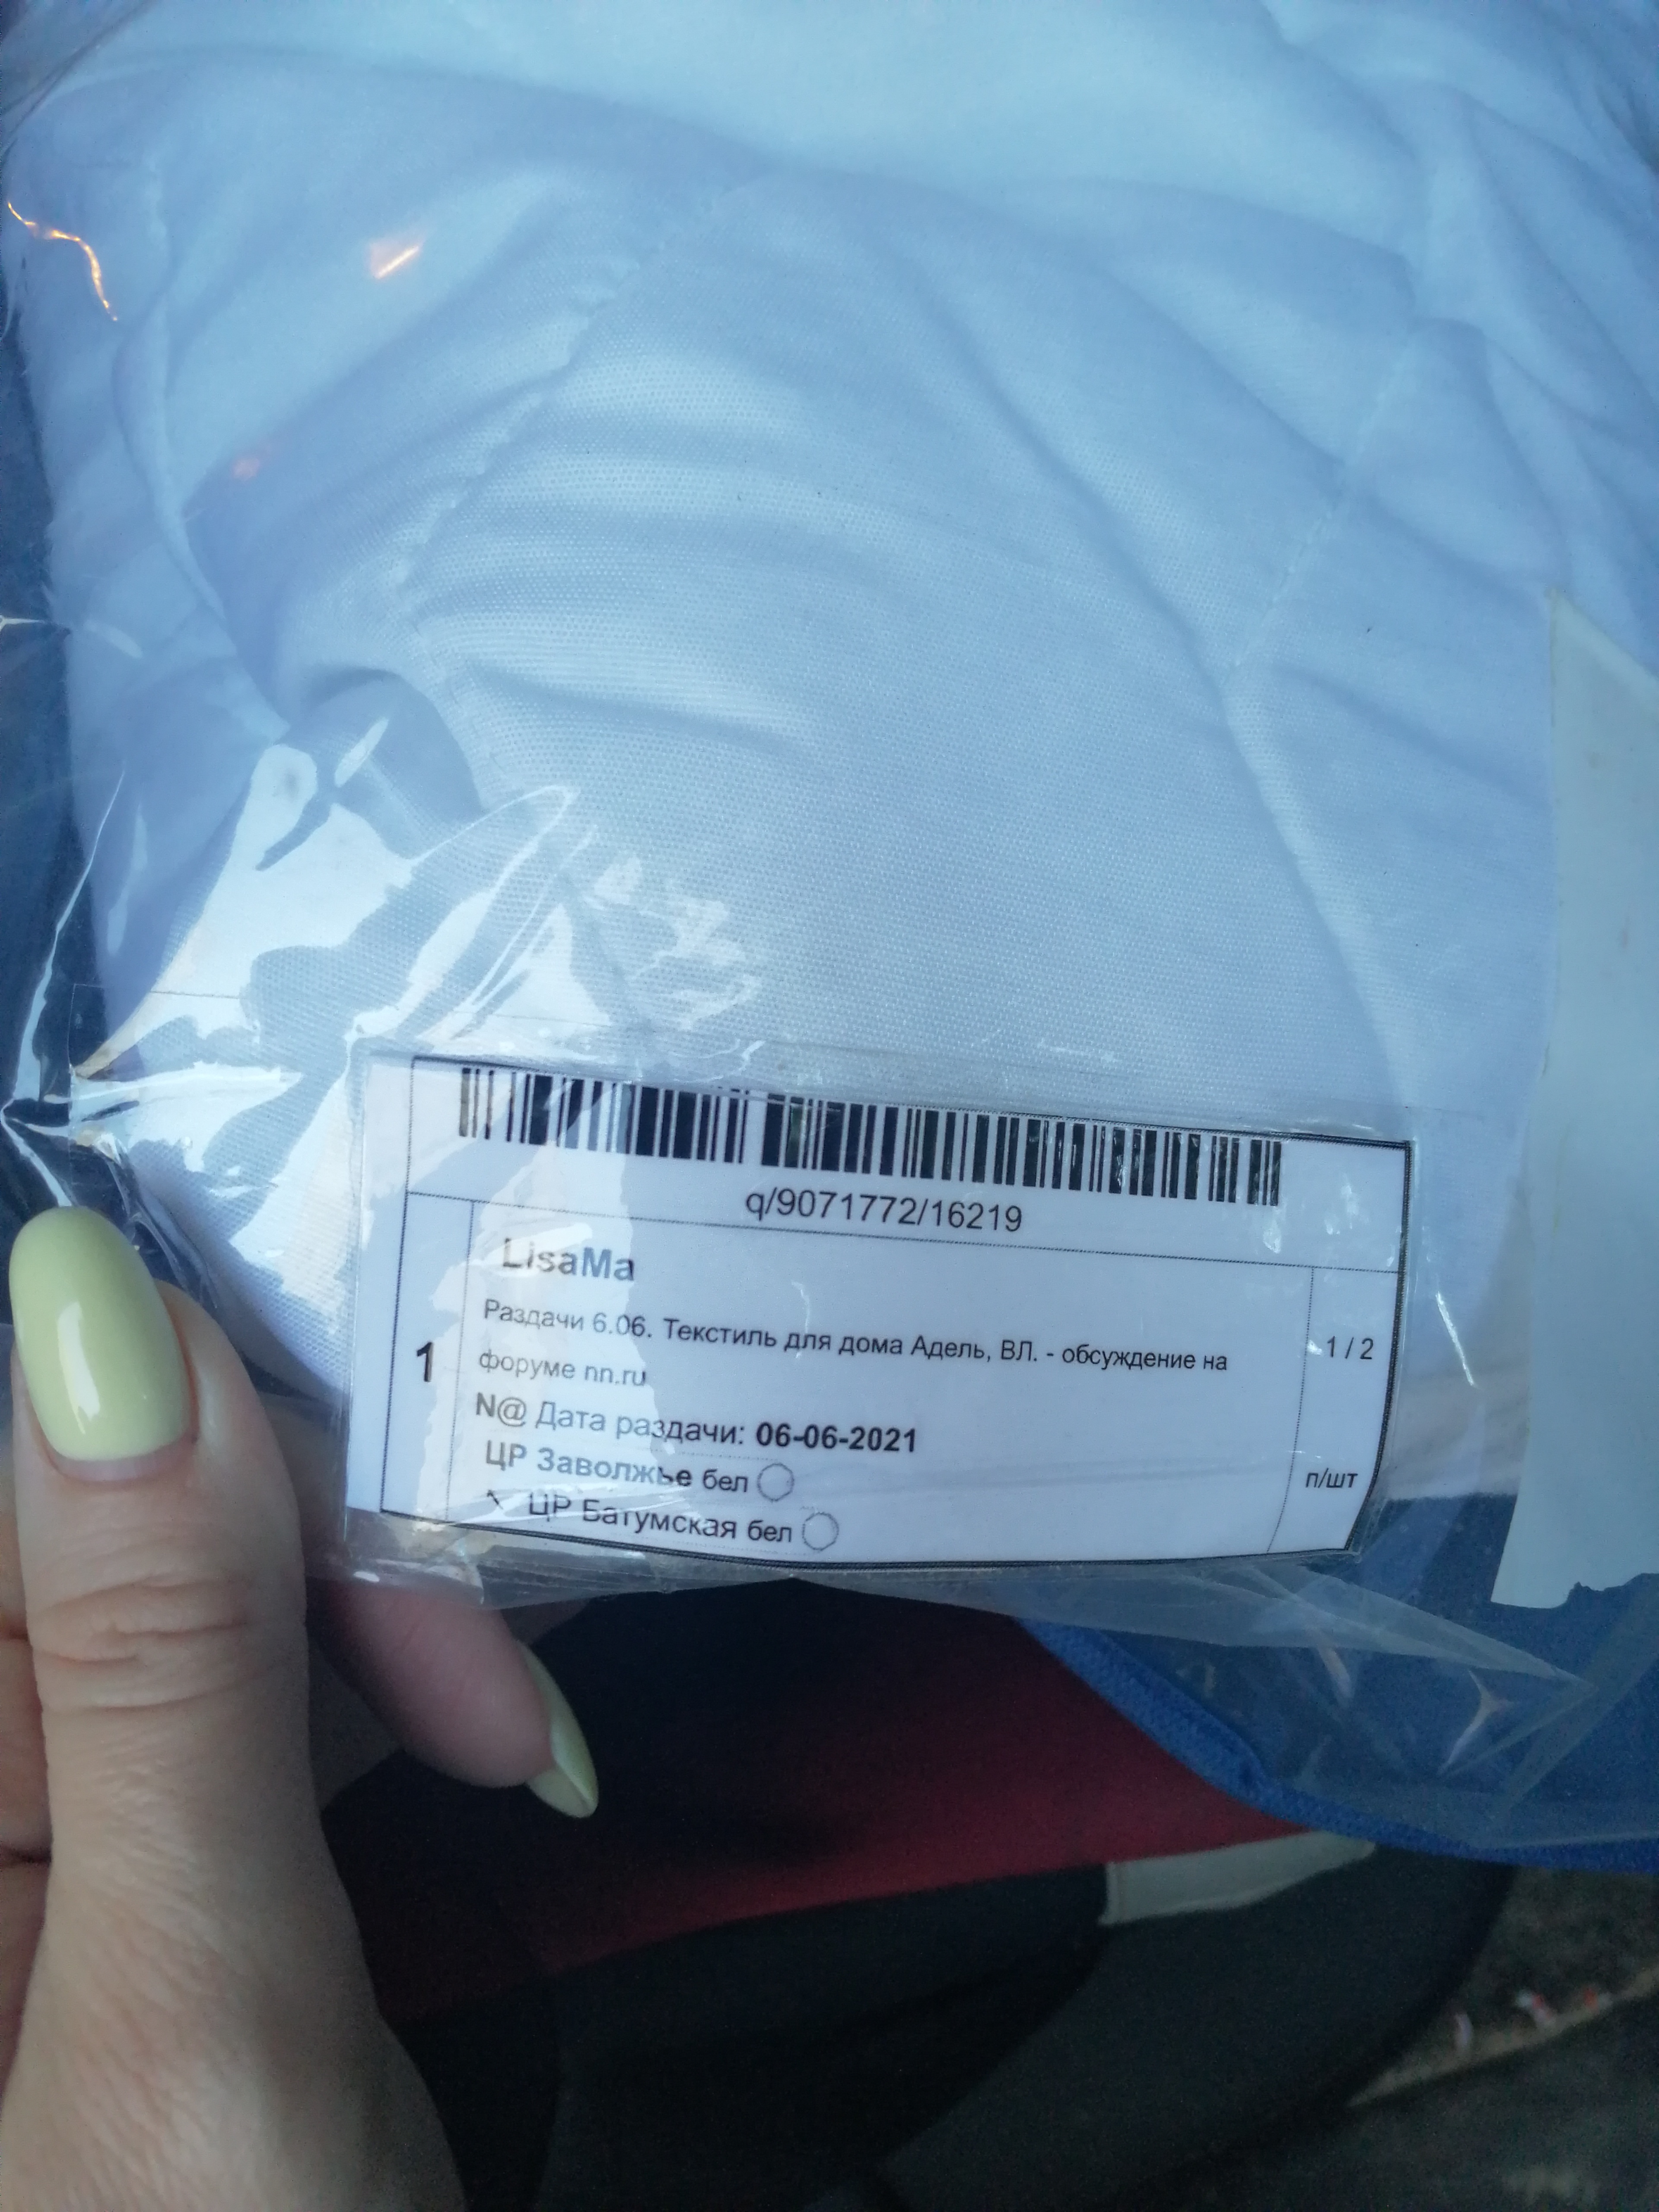 q/9071772/16219
LisaMa
Раздачи 6.06. Текстиль для дома Адель, ВЛ. - обсуждение на
форуме nn.ru
1
1 / 2
N@ Дата раздачи: 06-06-2021
ЦР Заволжье бел
п/шт
ЦР Батумская бел